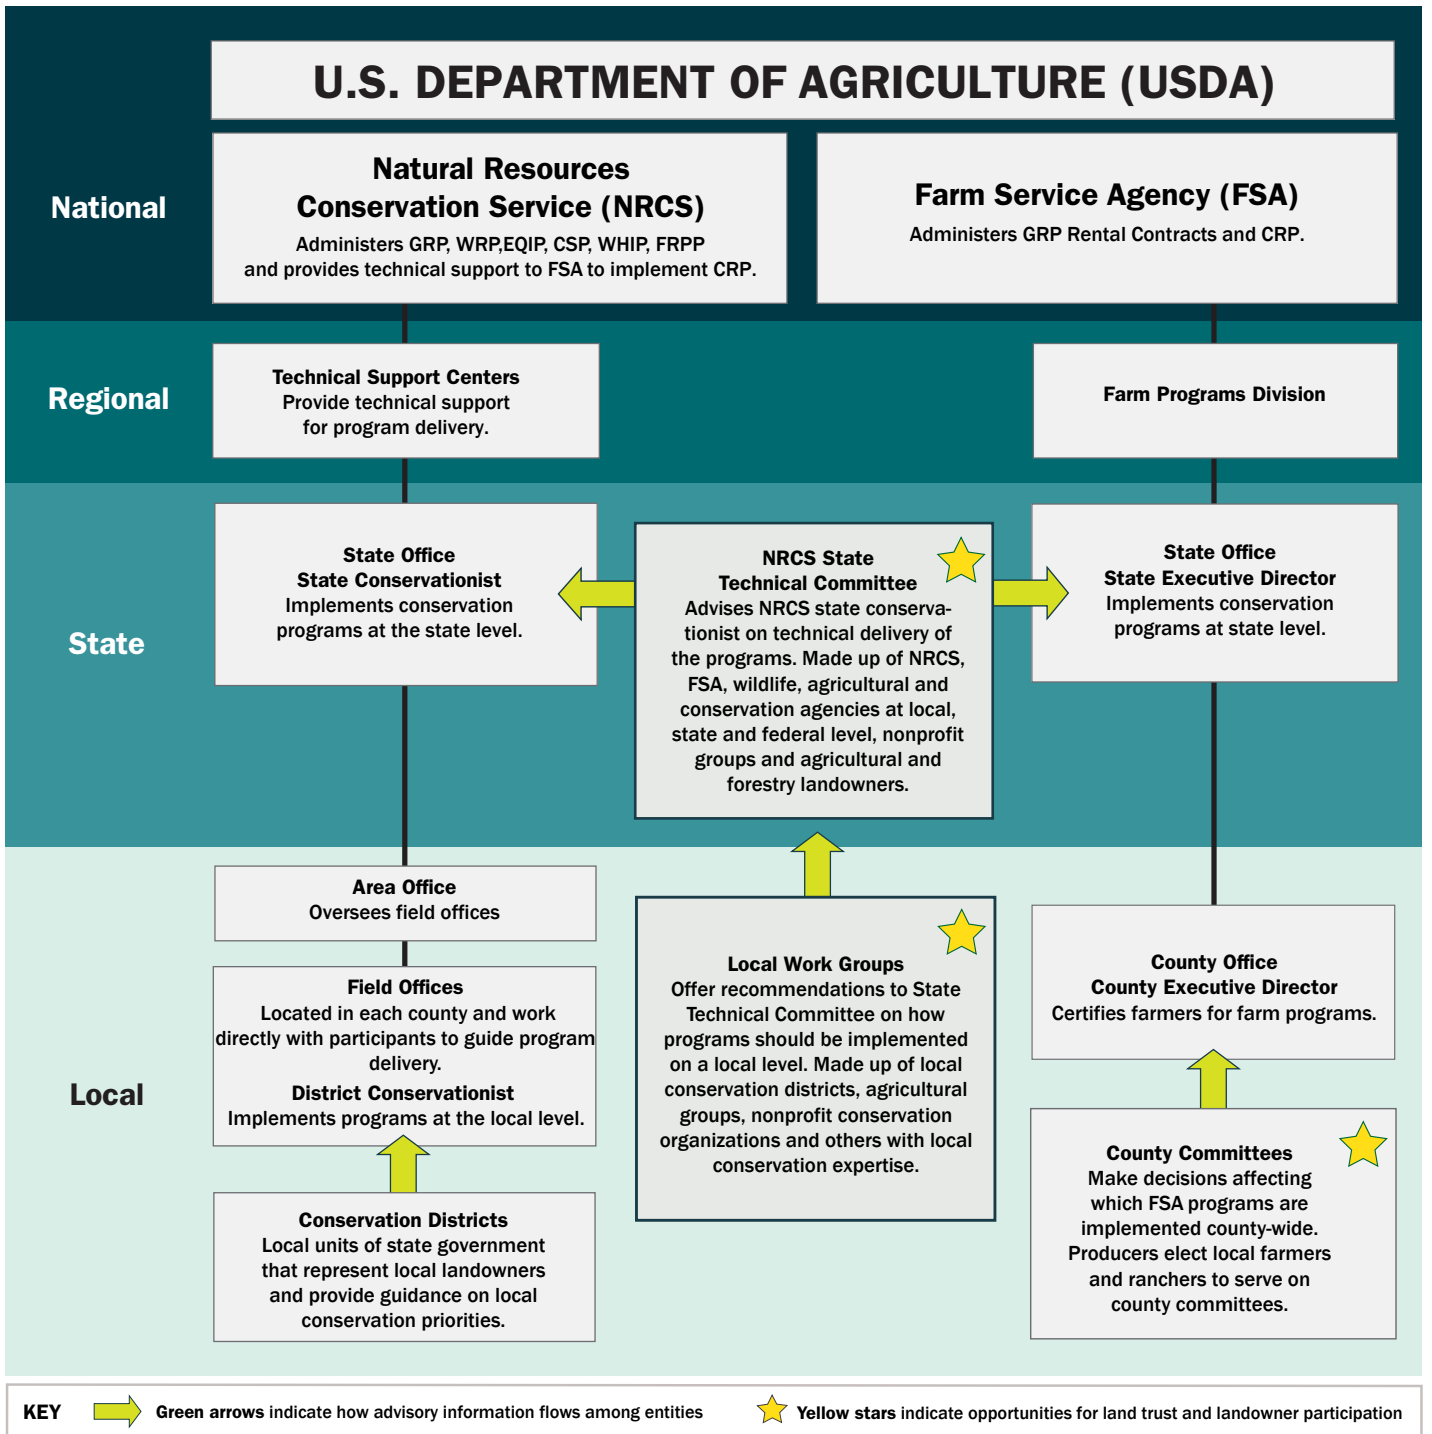 U.S. DEPARTMENT OF AGRICULTURE (USDA)
National
Natural Resources
Conservation Service (NRCS)
Administers GRP, WRP,EQIP, CSP, WHIP, FRPP
and provides technical support to FSA to implement CRP.
Farm Service Agency (FSA)
Administers GRP Rental Contracts and CRP.
Regional
Technical Support Centers
Provide technical support
for program delivery.
Farm Programs Division
State
State Office
State Conservationist
Implements conservation
programs at the state level.
NRCS State
Technical Committee
Advises NRCS state conserva-
tionist on technical delivery of
the programs. Made up of NRCS,
FSA, wildlife, agricultural and
conservation agencies at local,
state and federal level, nonprofit
groups and agricultural and
forestry landowners.
State Office
State Executive Director
Implements conservation
programs at state level.
Local
Area Office
Oversees field offices
Field Offices
Located in each county and work
directly with participants to guide program
delivery.
District Conservationist
Implements programs at the local level.
Conservation Districts
Local units of state government
that represent local landowners
and provide guidance on local
conservation priorities.
Local Work Groups
Offer recommendations to State
Technical Committee on how
programs should be implemented
on a local level. Made up of local
conservation districts, agricultural
groups, nonprofit conservation
organizations and others with local
conservation expertise.
County Office
County Executive Director
Certifies farmers for farm programs.
County Committees
Make decisions affecting
which FSA programs are
implemented county-wide.
Producers elect local farmers
and ranchers to serve on
county committees.
KEY
Green arrows indicate how advisory information flows among entities
Yellow stars indicate opportunities for land trust and landowner participation